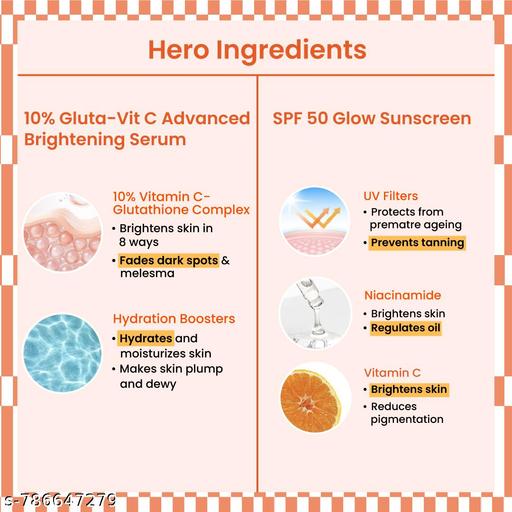 Hero Ingredients
10% Gluta-Vit C Advanced
Brightening Serum
10% Vitamin C-
Glutathione Complex
• Brightens skin in
8 ways
• Fades dark spots &
melesma
Hydration Boosters
• Hydrates and
moisturizes skin
• Makes skin plump
and dewy
SPF 50 Glow Sunscreen
UV Filters
• Protects from
prematre ageing
• Prevents tanning
Niacinamide
• Brightens skin
• Regulates oil
Vitamin C
• Brightens skin
• Reduces
pigmentation
s-786647279